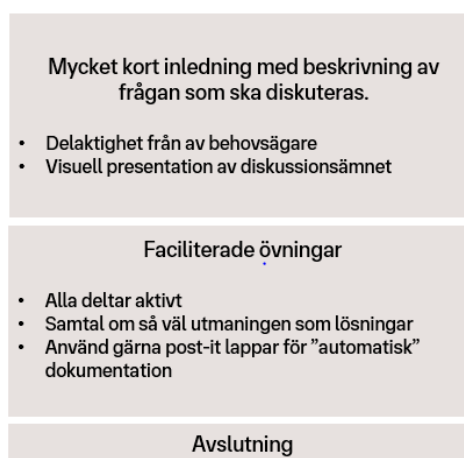 Mycket kort inledning med beskrivning av
frågan som ska diskuteras.
• Delaktighet från av behovsägare
• Visuell presentation av diskussionsämnet
Faciliterade övningar
• Alla deltar aktivt
• Samtal om så väl utmaningen som lösningar
• Använd gärna post-it lappar för ”automatisk”
dokumentation
Avslutning